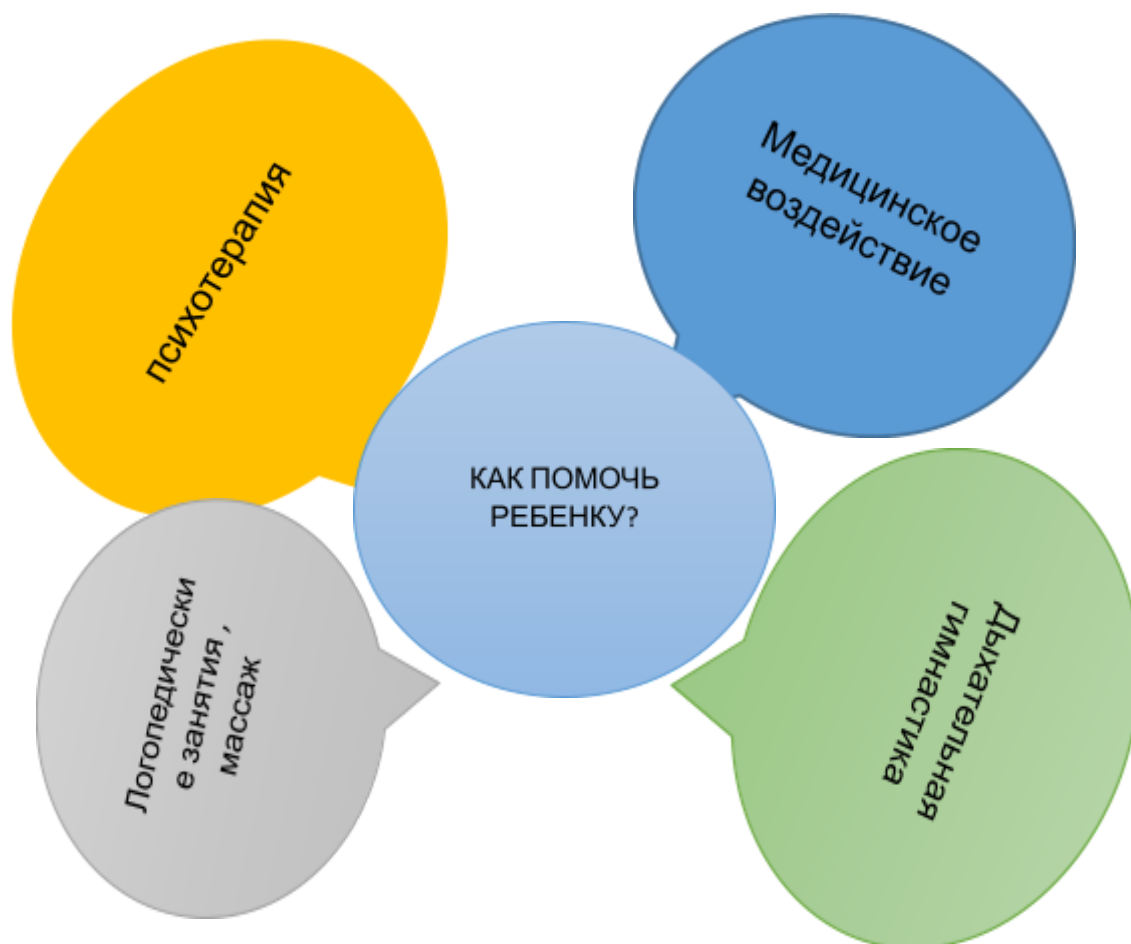 психотерапия
Медицинское
воздействие
КАК ПОМОЧЬ
РЕБЕНКУ?
Логопедически
е занятия ,
массаж
Дыхательная
гимнастика